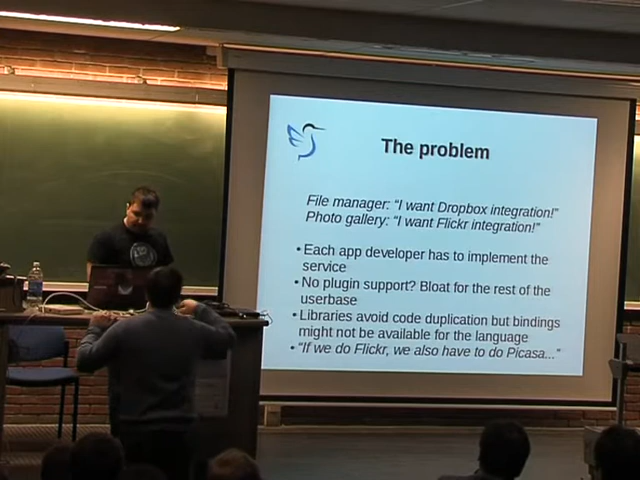 The problem
File manager: “I want Dropbox integration!”
Photo gallery: “I want Flickr integration!”
• Each app developer has to implement the
service
• No plugin support? Bloat for the rest of the
userbase
• Libraries avoid code duplication but bindings
might not be available for the language
• “If we do Flickr, we also have to do Picasa...”